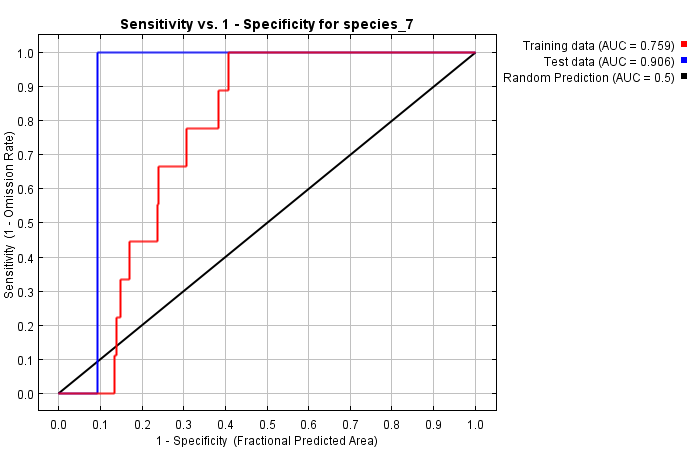 Sensitivity vs. 1 - Specificity for species_7
Training data (AUC = 0.759)
Test data (AUC = 0.906)
Random Prediction (AUC = 0.5)
Sensitivity (1 - Omission Rate)
1.0
0.9
0.8
0.7
0.6
0.5
0.4
0.3
0.2
0.1
0.0
0.0 0.1 0.2 0.3 0.4 0.5 0.6 0.7 0.8 0.9 1.0
1 - Specificity (Fractional Predicted Area)